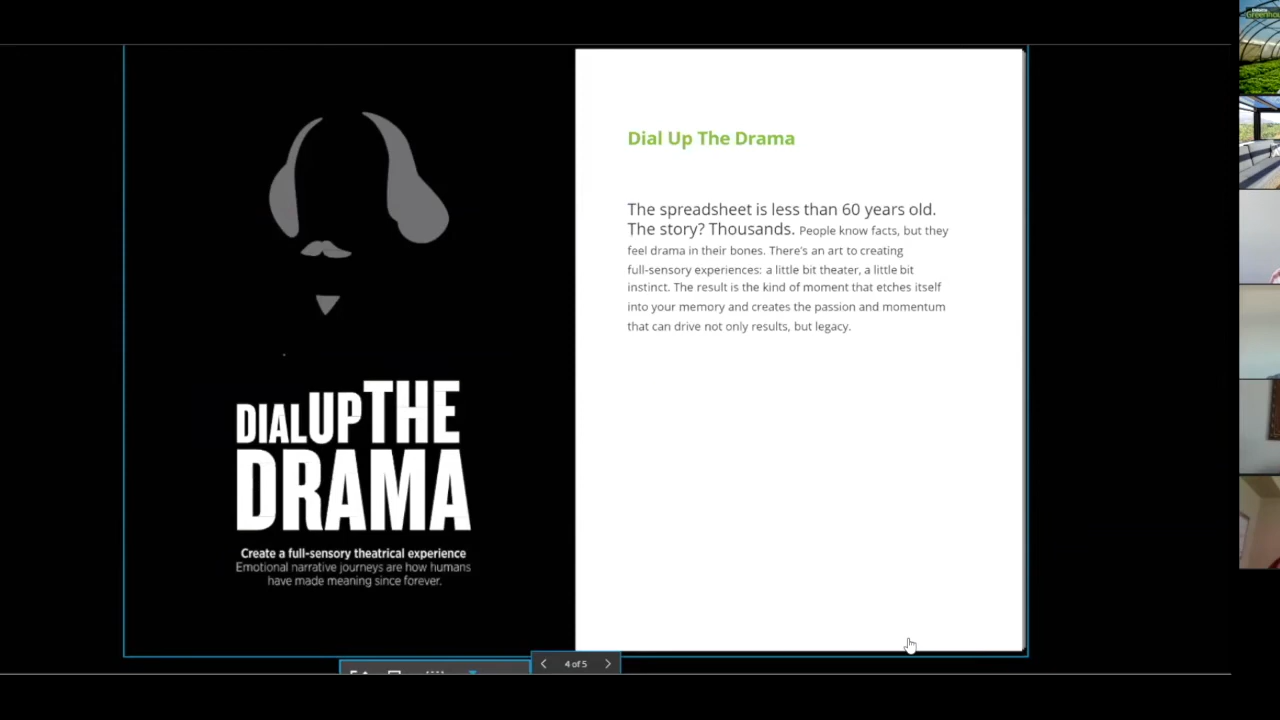 DIAL UP THE
DRAMA
Create a full-sensory theatrical experience
Emotional narrative journeys are how humans
have made meaning since forever.
Dial Up The Drama
The spreadsheet is less than 60 years old.
The story? Thousands. People know facts, but they
feel drama in their bones. There's an art to creating
full-sensory experiences: a little bit theater, a little bit
instinct. The result is the kind of moment that etches itself
into your memory and creates the passion and momentum
that can drive not only results, but legacy.
4 of 5